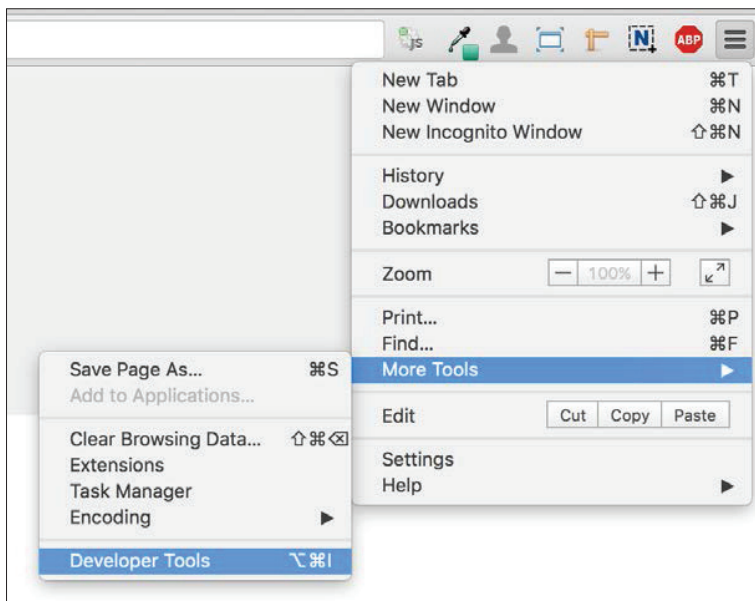 JS
N
ABP
New Tab ⌘T
New Window ⌘N
New Incognito Window ⇧⌘N
History ▶
Downloads ⇧⌘J
Bookmarks ▶
Zoom — 100% +
Print... ⌘P
Find... ⌘F
More Tools ▶
Edit Cut Copy Paste
Settings
Help ▶
Save Page As... ⌘S
Add to Applications...
Clear Browsing Data... ⇧⌘⌫
Extensions
Task Manager
Encoding ▶
Developer Tools ⌥⌘I